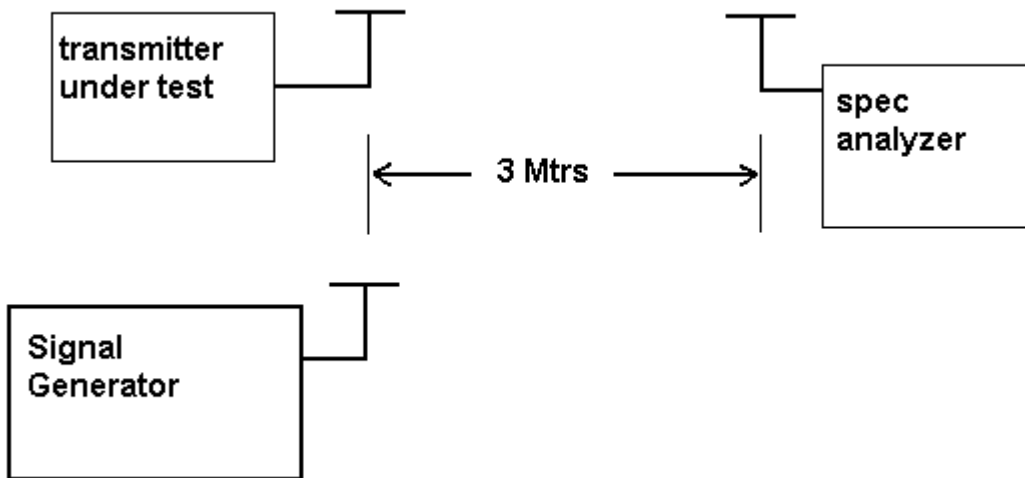 transmitter
under test
spec
analyzer
3 Mtrs
Signal
Generator